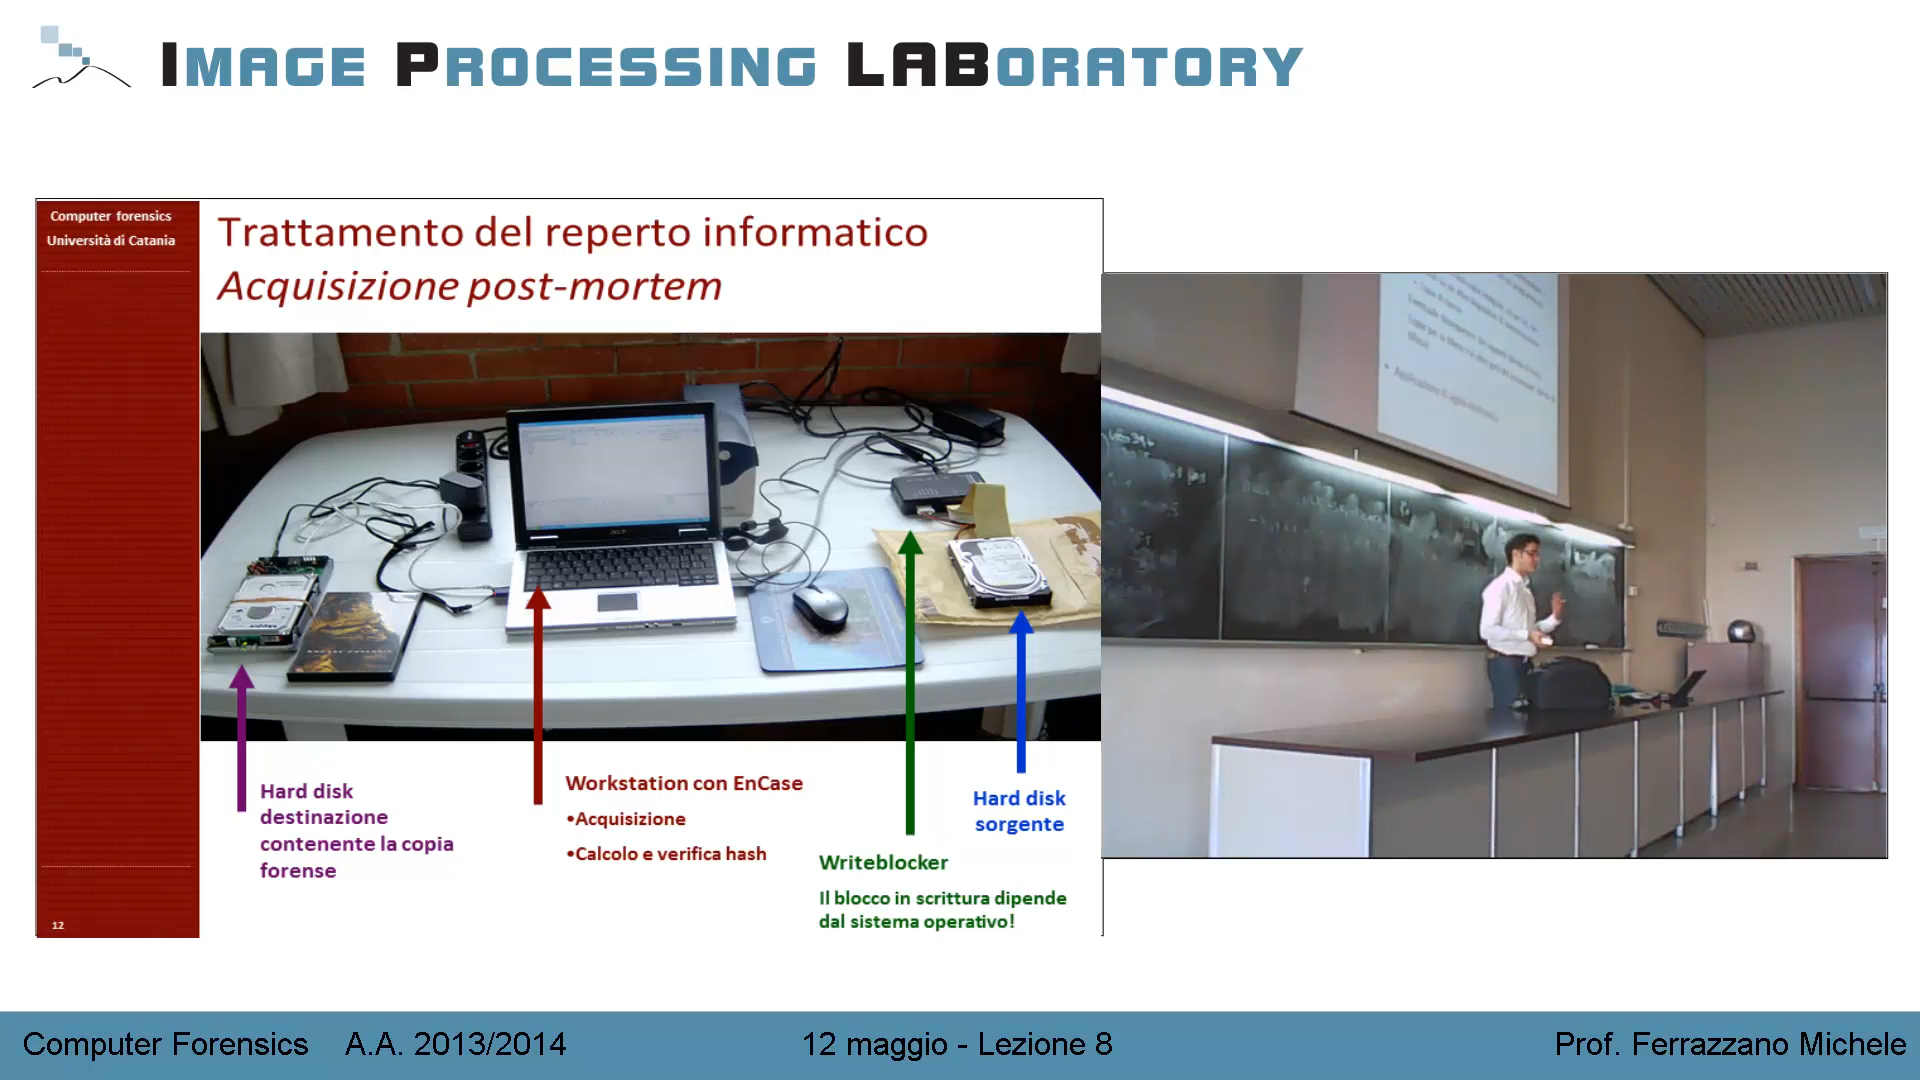 IMAGE PROCESSING LABORATORY
Computer forensics
Università di Catania
Trattamento del reperto informatico
Acquisizione post-mortem
Hard disk
destinazione
contenente la copia
forense
Workstation con EnCase
•Acquisizione
•Calcolo e verifica hash
Writeblocker
Il blocco in scrittura dipende
dal sistema operativo!
Hard disk
sorgente
12
Computer Forensics A.A. 2013/2014
12 maggio - Lezione 8
Prof. Ferrazzano Michele